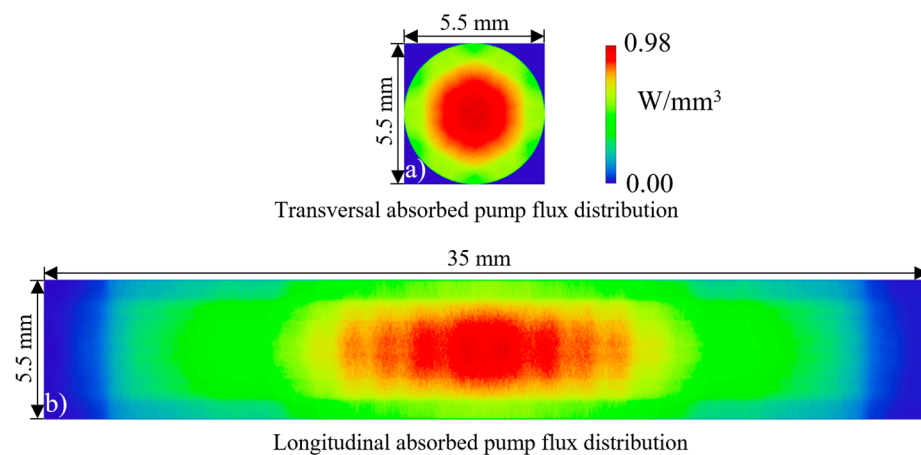 5.5 mm
5.5 mm
a)
0.98
W/mm³
0.00
Transversal absorbed pump flux distribution
35 mm
5.5 mm
b)
Longitudinal absorbed pump flux distribution